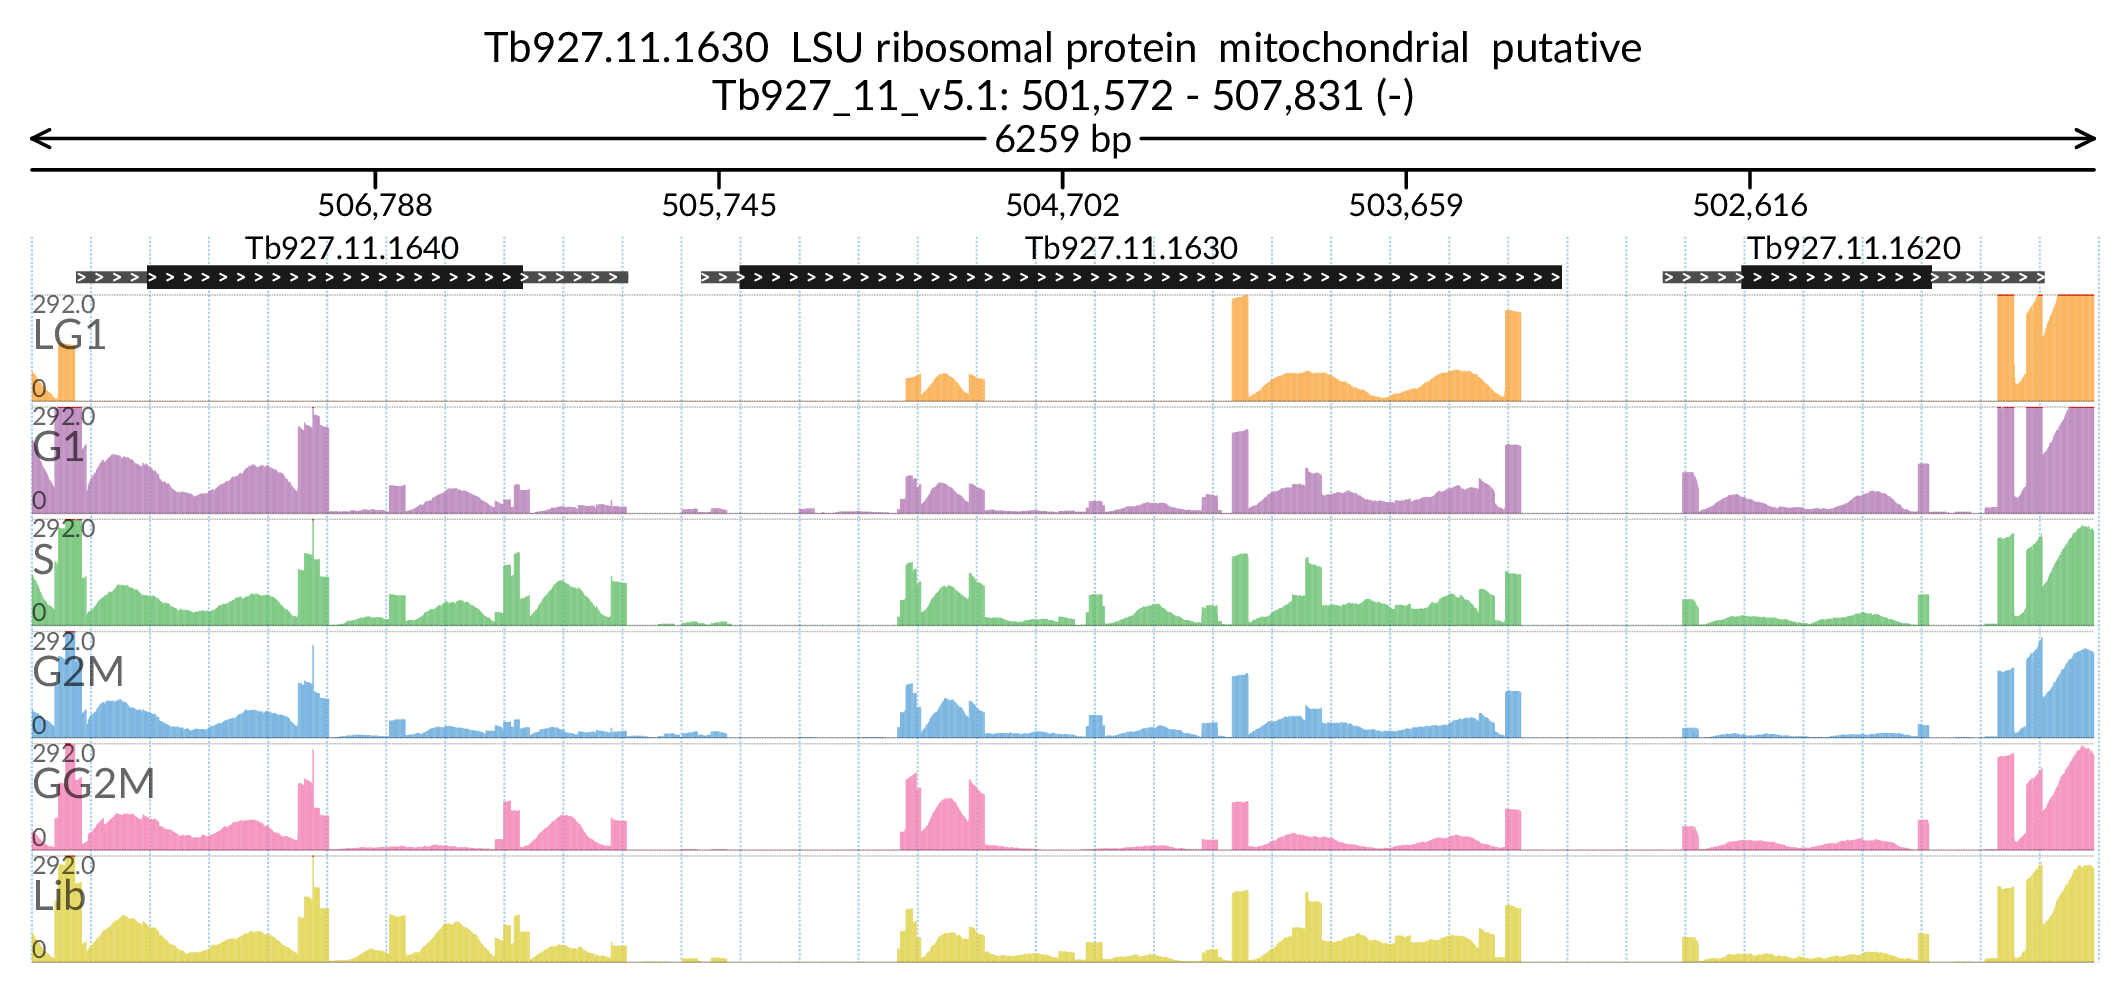 Tb927.11.1630 LSU ribosomal protein mitochondrial putative
Tb927_11_v5.1: 501,572 - 507,831 (-)
6259 bp
506,788 505,745 504,702 503,659 502,616
Tb927.11.1640 Tb927.11.1630 Tb927.11.1620
292.0
LG1
0
292.0
G1
0
292.0
S
0
292.0
G2M
0
292.0
GG2M
0
292.0
Lib
0